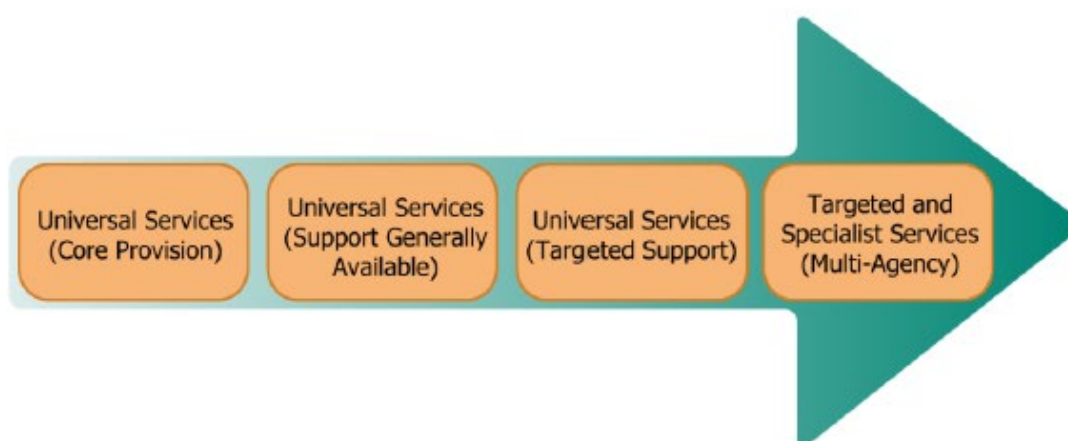 Universal Services
(Core Provision)
Universal Services
(Support Generally
Available)
Universal Services
(Targeted Support)
Targeted and
Specialist Services
(Multi-Agency)